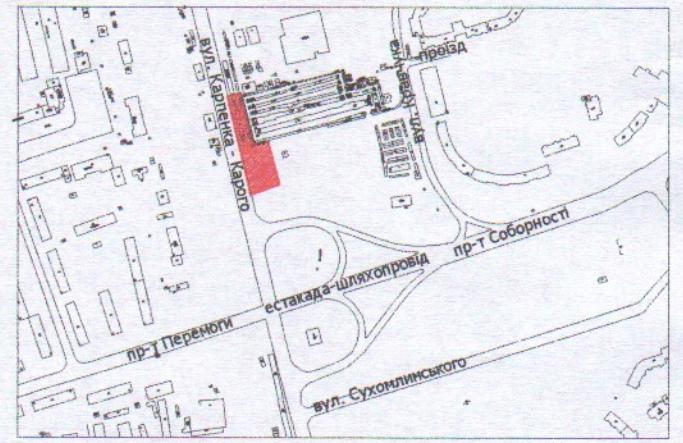 вул. Карпенка - Карого
проїзд
пр-т Соборності
естакада-шляхопровід
пр-т Перемоги
вул. Сухомлинського